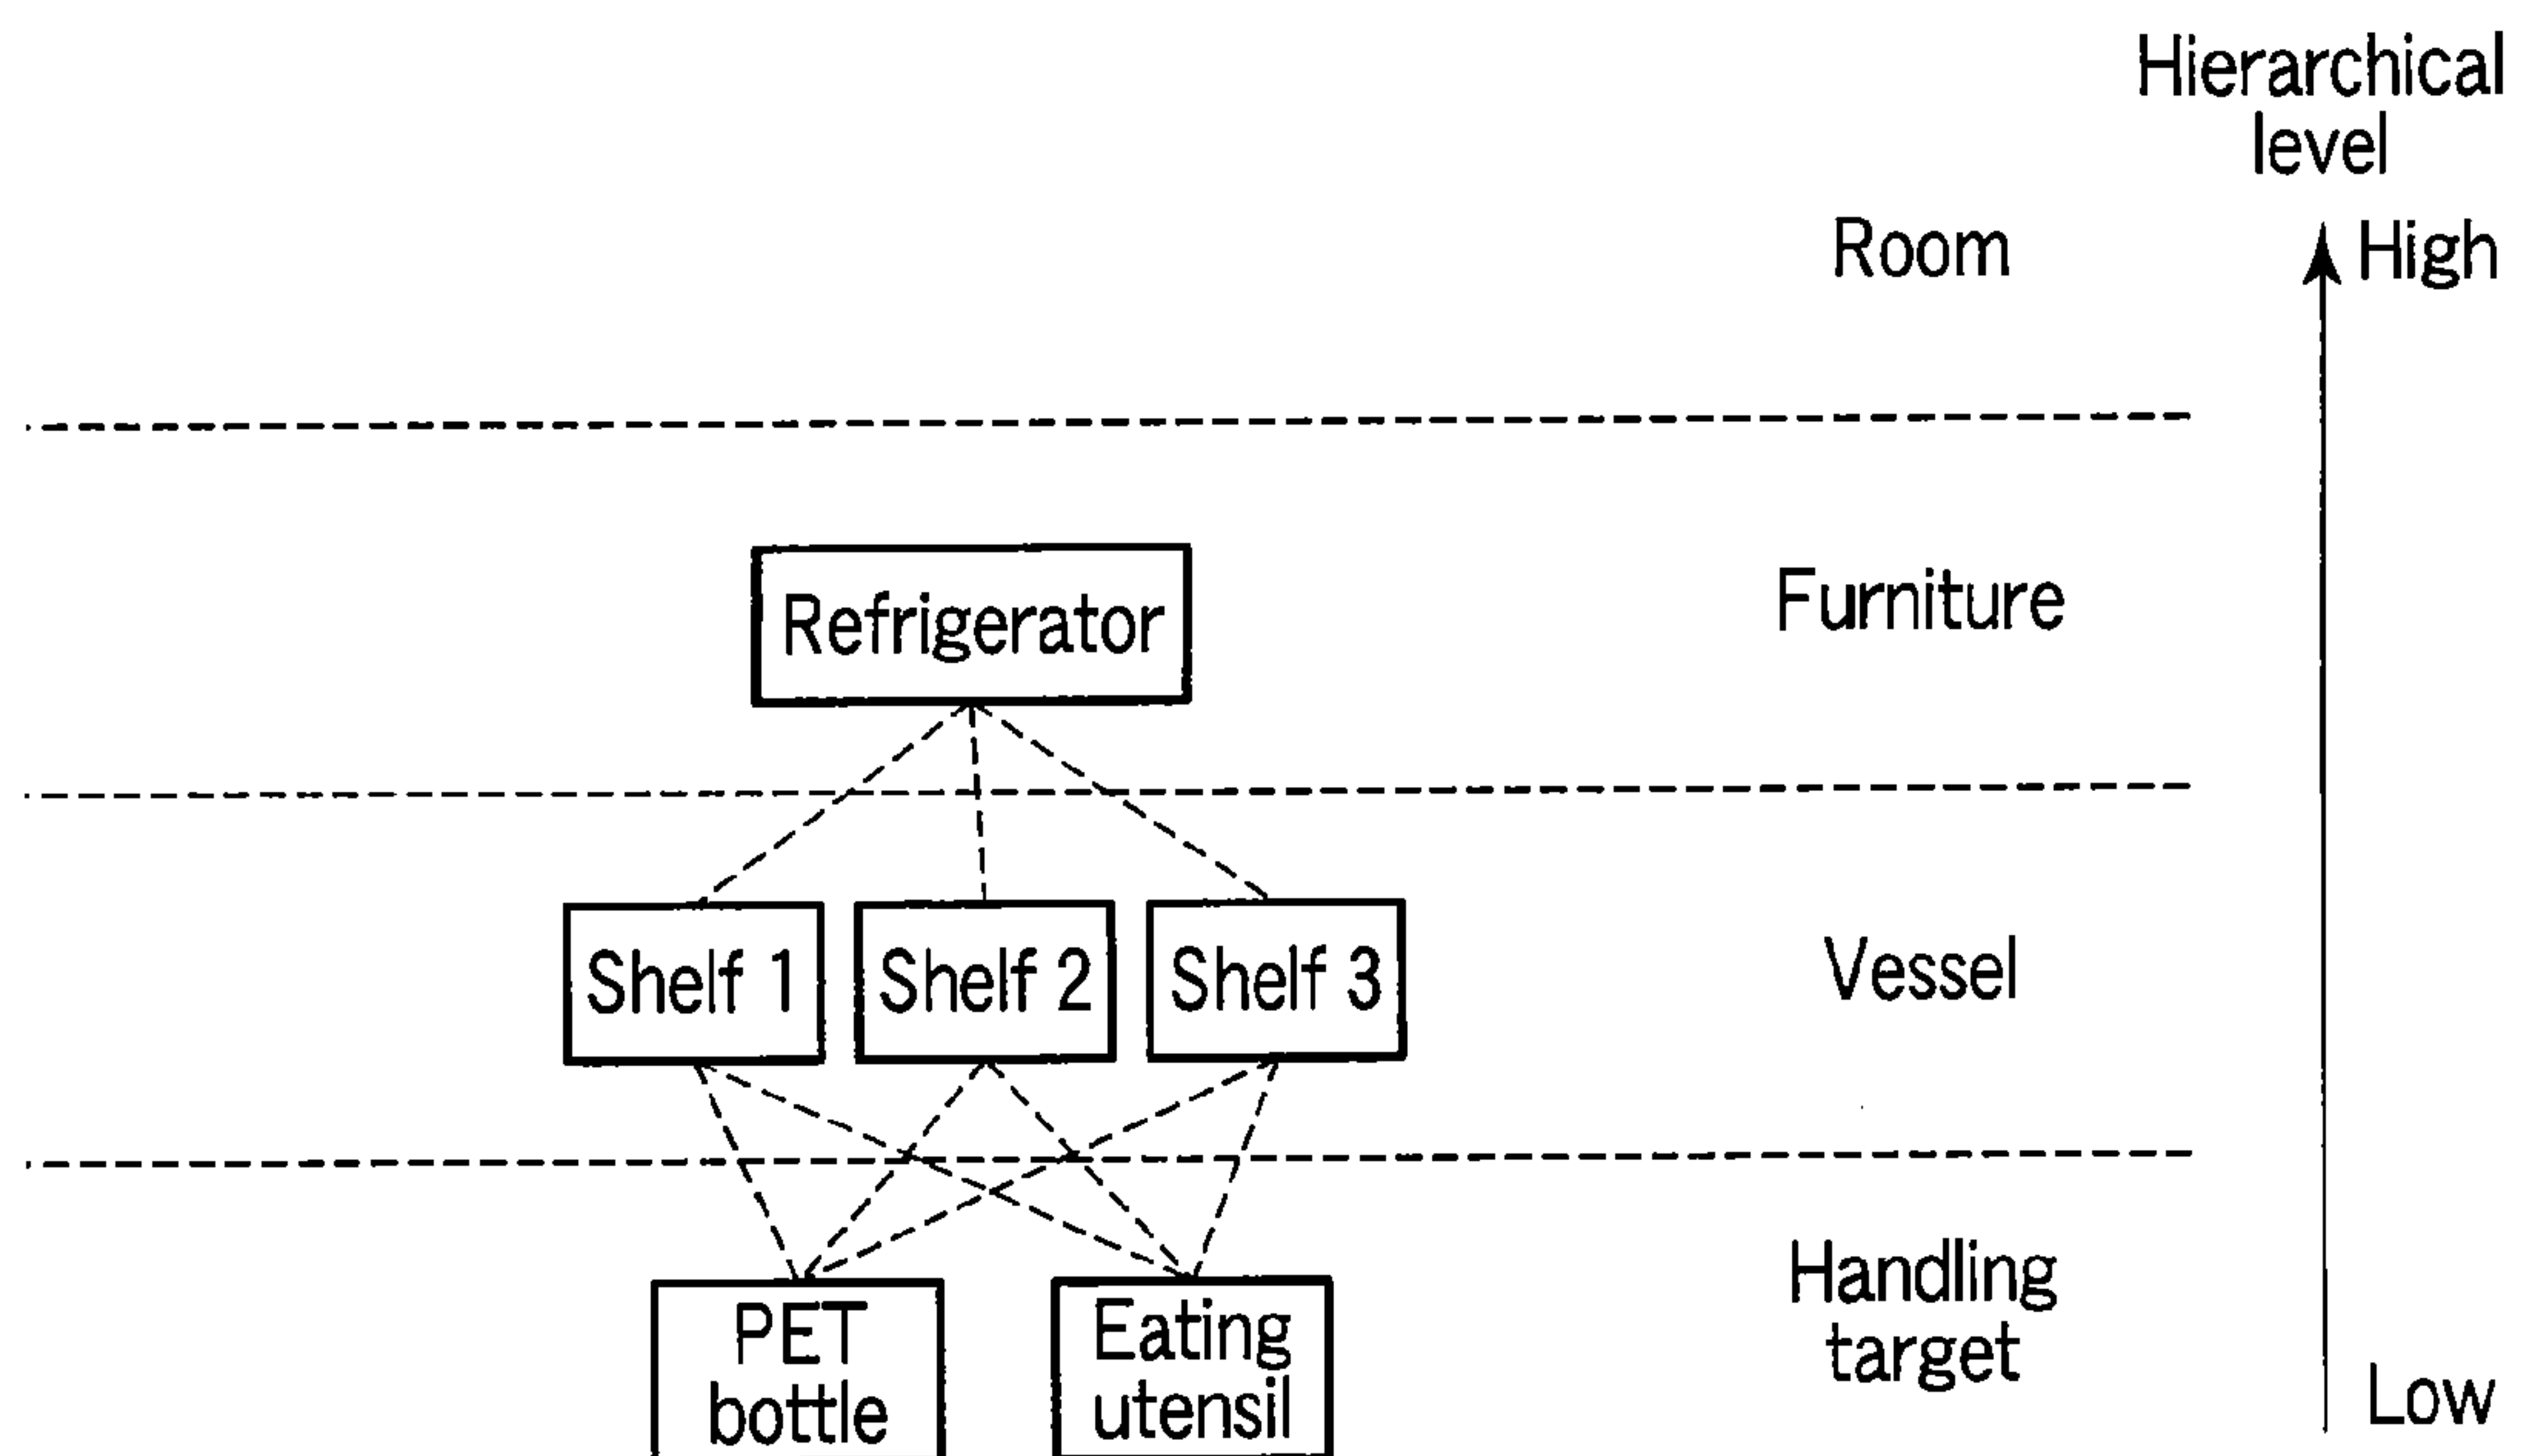 Hierarchical
level
Room
High
Refrigerator
Furniture
Shelf 1
Shelf 2
Shelf 3
Vessel
PET
bottle
Eating
utensil
Handling
target
Low